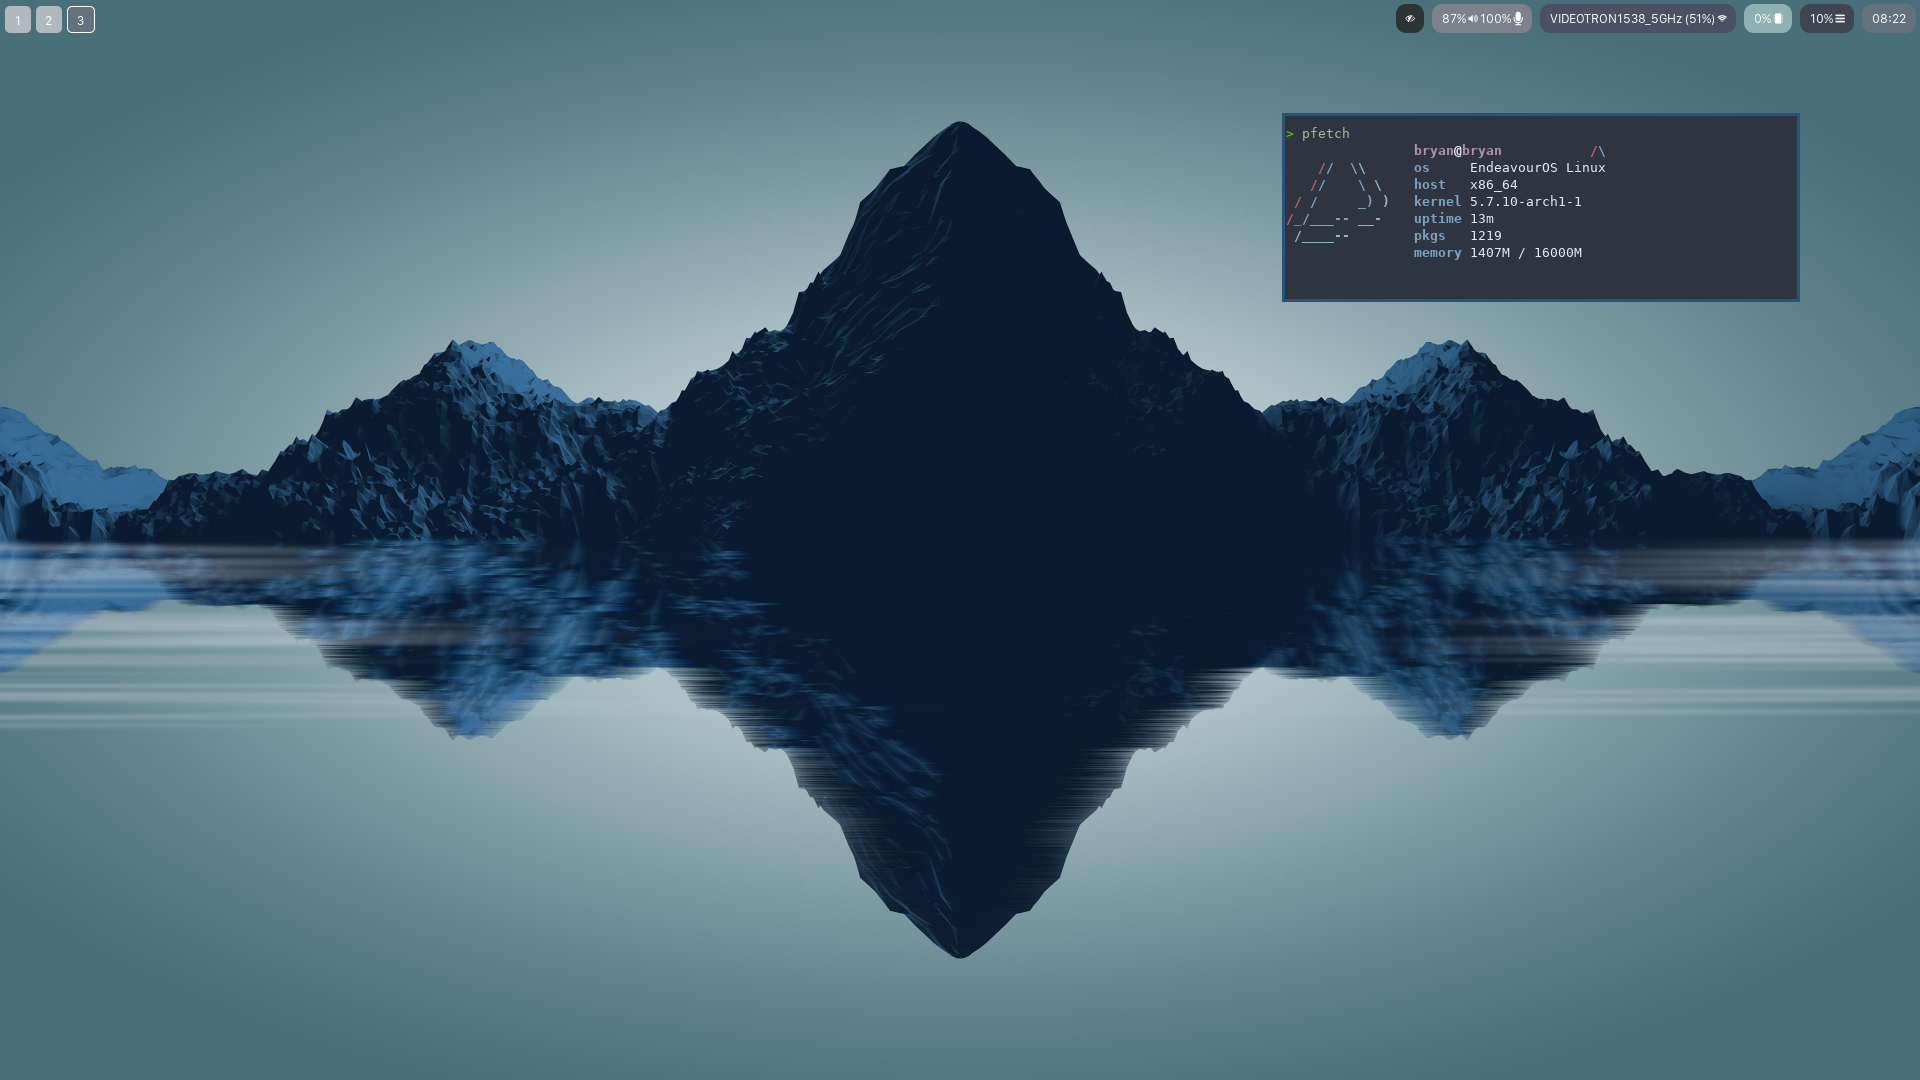 1 2 3
87% 100% VIDEOTRON1538_5GHz (51%) 0% 10% 08:22
> pfetch
bryan@bryan /\
// \\ os EndeavourOS Linux
// \ \ host x86_64
/ / _) ) kernel 5.7.10-arch1-1
/_/___-- __- uptime 13m
/____-- pkgs 1219
memory 1407M / 16000M